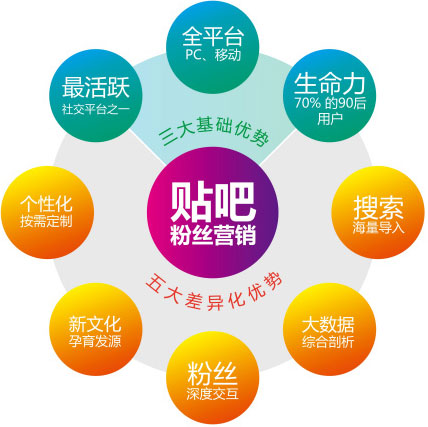 全平台
PC、移动
最活跃
社交平台之一
生命力
70% 的90后
用户
三大基础优势
个性化
按需定制
贴吧
粉丝营销
搜索
海量导入
五大差异化优势
新文化
孕育发源
大数据
综合剖析
粉丝
深度交互